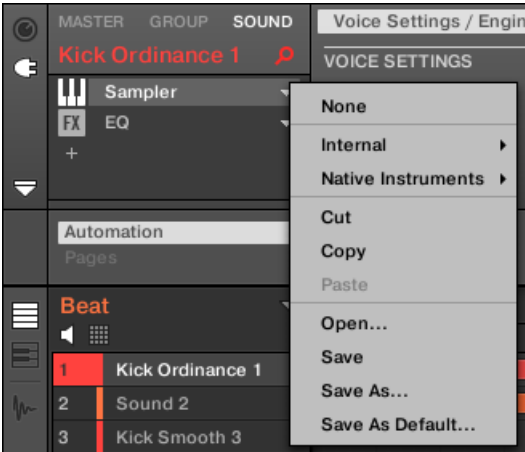 MASTER GROUP SOUND
Voice Settings / Engin
Kick Ordinance 1
VOICE SETTINGS
Sampler
FX EQ
+
None
Internal
Native Instruments
Cut
Copy
Paste
Open...
Save
Save As...
Save As Default...
Automation
Pages
Beat
1 Kick Ordinance 1
2 Sound 2
3 Kick Smooth 3